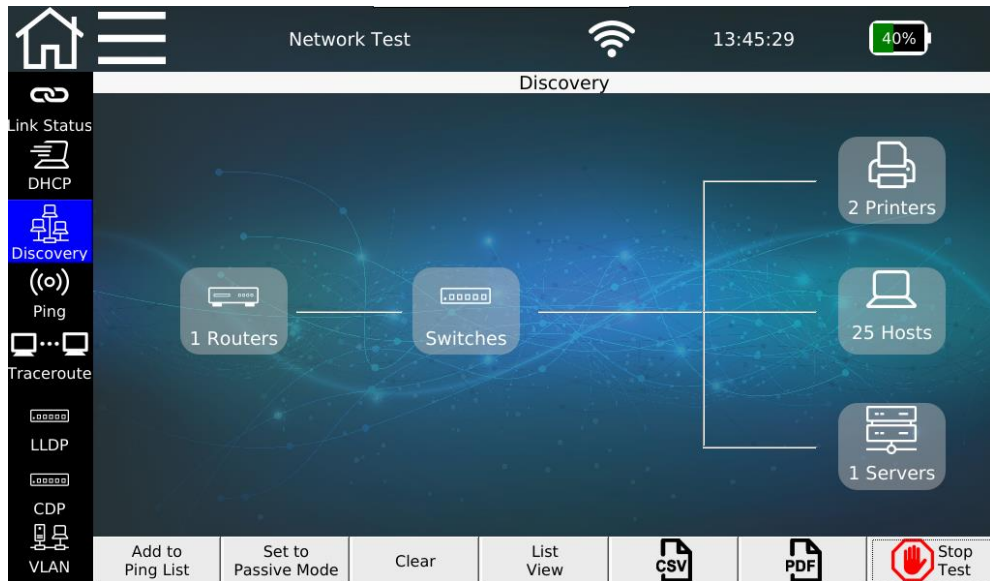 Network Test
13:45:29
40%
Discovery
Link Status
DHCP
Discovery
Ping
Traceroute
LLDP
CDP
VLAN
1 Routers
Switches
2 Printers
25 Hosts
1 Servers
Add to
Ping List
Set to
Passive Mode
Clear
List
View
CSV
PDF
Stop
Test